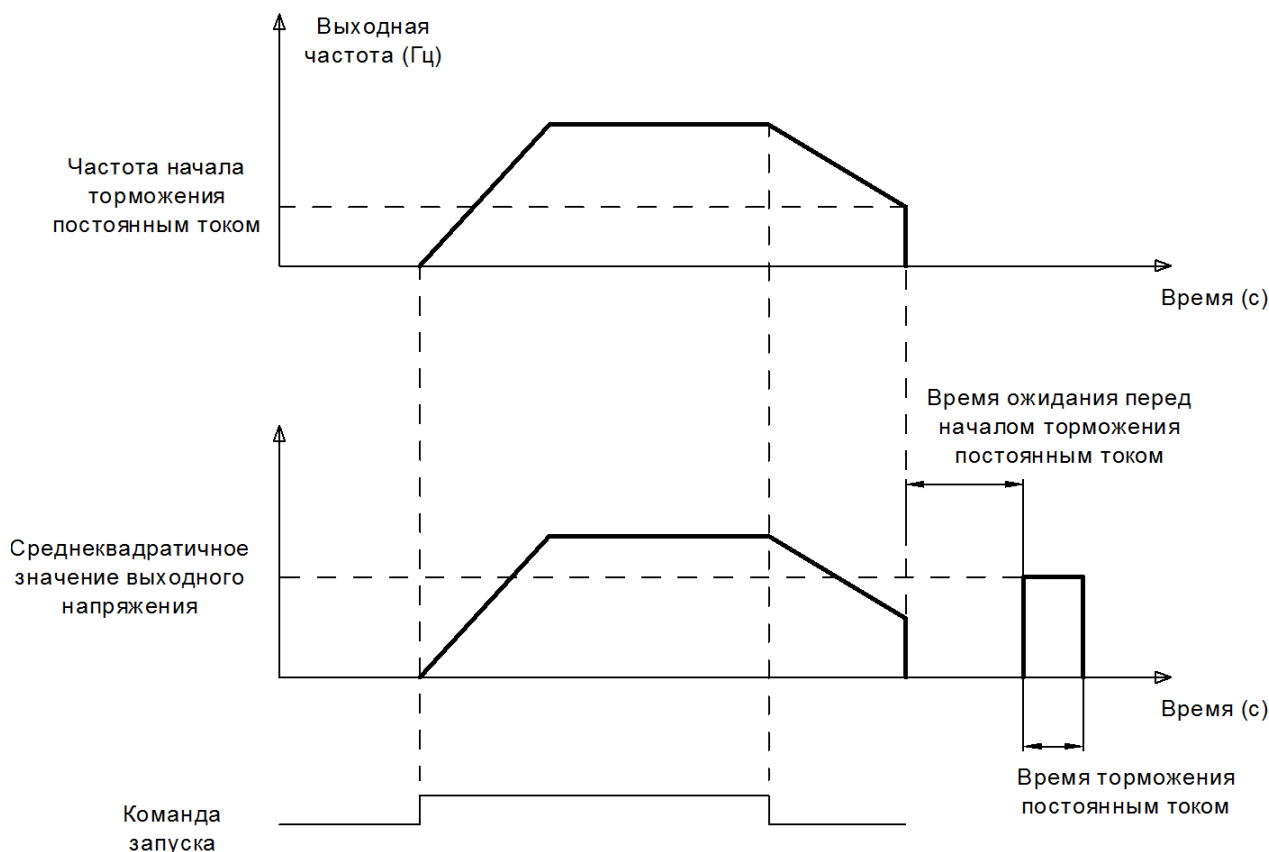 Выходная
частота (Гц)
Частота начала
торможения
постоянным током
Время (с)
Время ожидания перед
началом торможения
постоянным током
Среднеквадратичное
значение выходного
напряжения
Время (с)
Время торможения
постоянным током
Команда
запуска